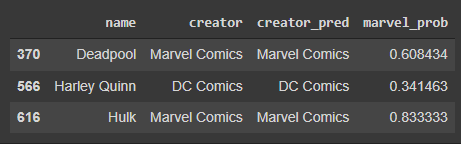 name creator creator_pred marvel_prob
370 Deadpool Marvel Comics Marvel Comics 0.608434
566 Harley Quinn DC Comics DC Comics 0.341463
616 Hulk Marvel Comics Marvel Comics 0.833333